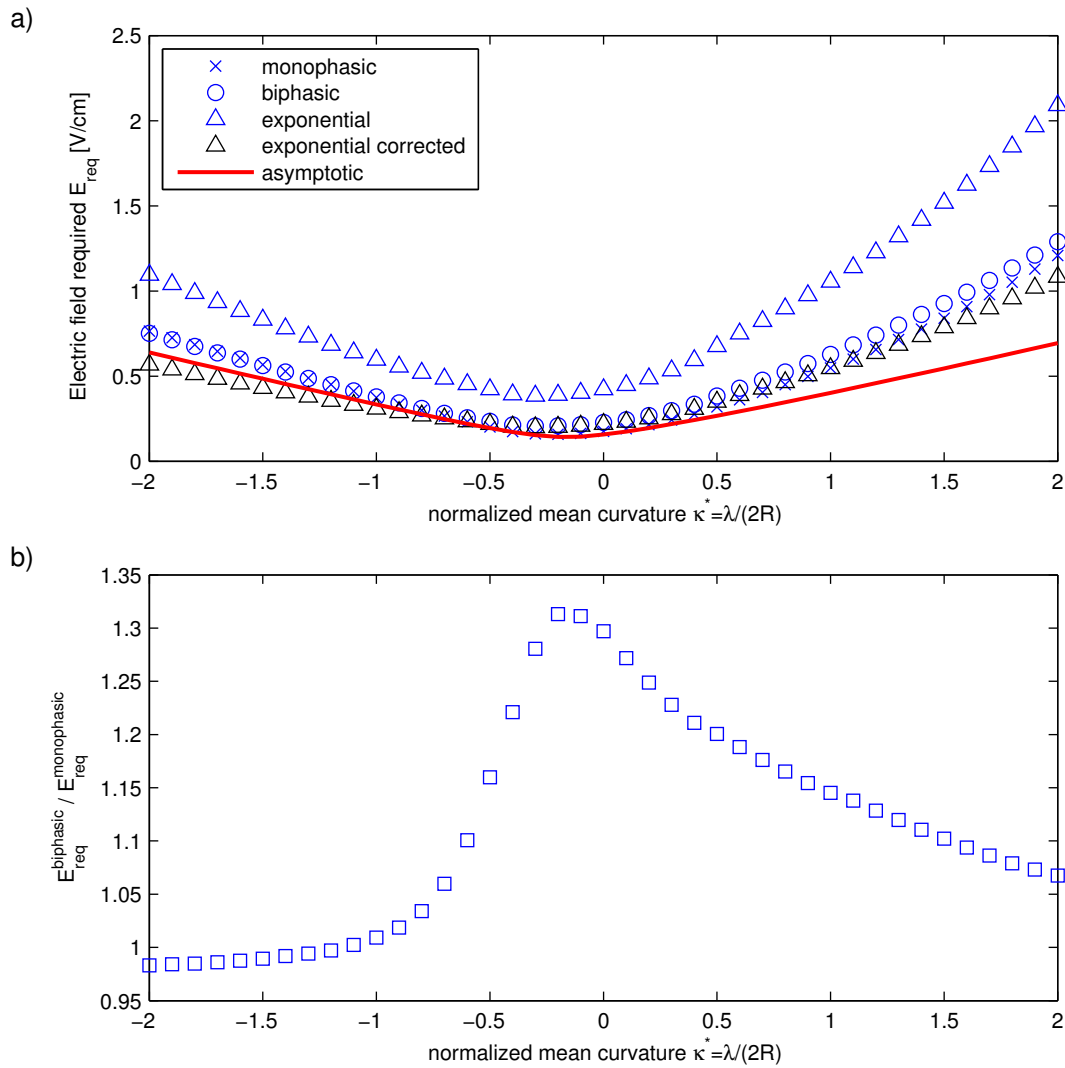 a)
2.5
2
1.5
1
0.5
0
Electric field required E_req [V/cm]
monophasic
biphasic
exponential
exponential corrected
asymptotic
−2 −1.5 −1 −0.5 0 0.5 1 1.5 2
normalized mean curvature κ*=λ/(2R)
b)
1.35
1.3
1.25
1.2
1.15
1.1
1.05
1
0.95
E_req^biphasic / E_req^monophasic
−2 −1.5 −1 −0.5 0 0.5 1 1.5 2
normalized mean curvature κ*=λ/(2R)